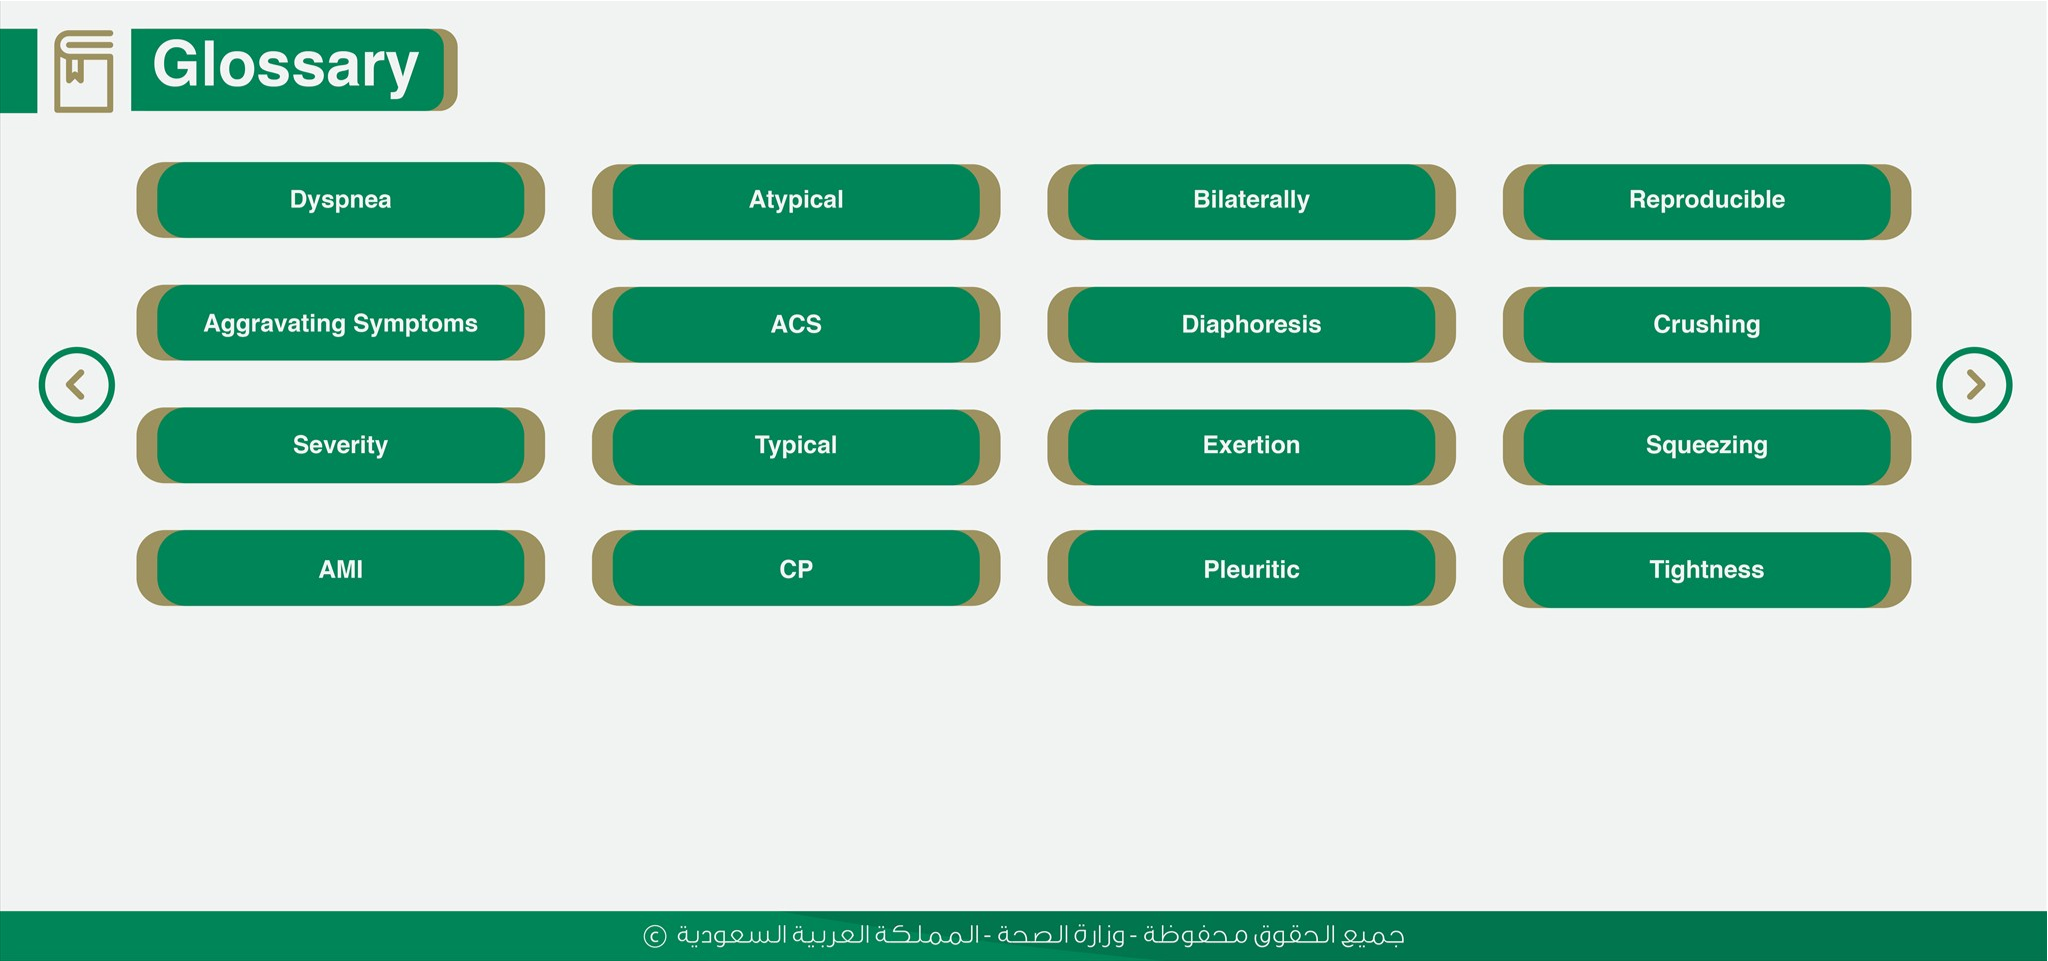 Glossary
Dyspnea
Atypical
Bilaterally
Reproducible
Aggravating Symptoms
ACS
Diaphoresis
Crushing
Severity
Typical
Exertion
Squeezing
AMI
CP
Pleuritic
Tightness
جميع الحقوق محفوظة - وزارة الصحة - المملكة العربية السعودية ©